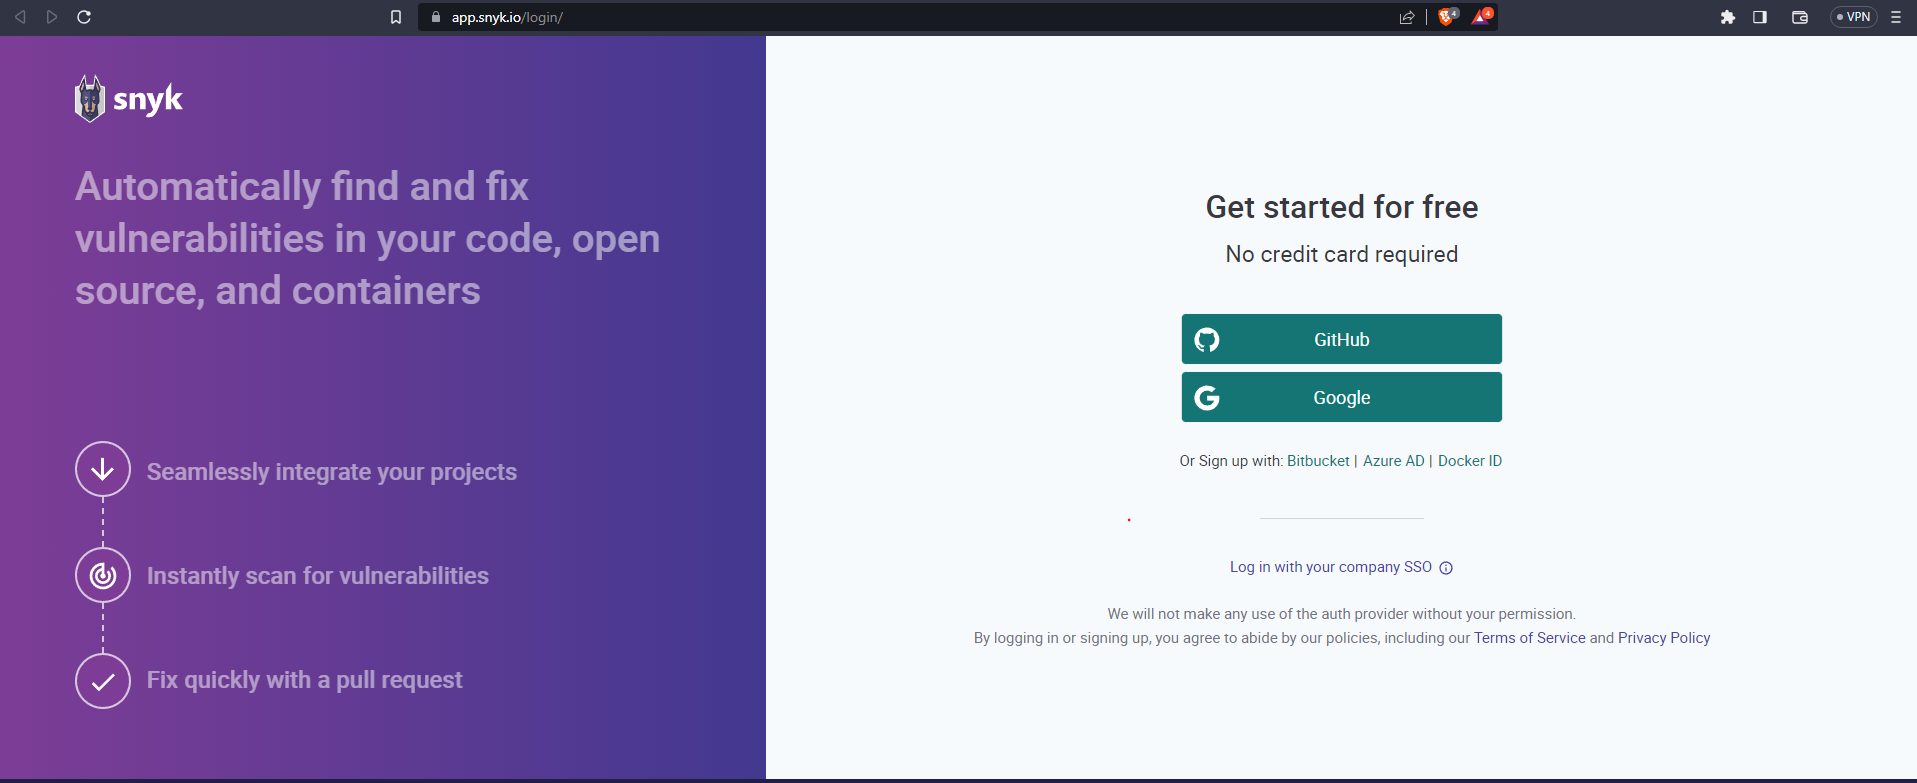 app.snyk.io/login/
4
4
VPN
snyk
Automatically find and fix
vulnerabilities in your code, open
source, and containers
Seamlessly integrate your projects
Instantly scan for vulnerabilities
Fix quickly with a pull request
Get started for free
No credit card required
GitHub
Google
Or Sign up with: Bitbucket | Azure AD | Docker ID
Log in with your company SSO
We will not make any use of the auth provider without your permission.
By logging in or signing up, you agree to abide by our policies, including our Terms of Service and Privacy Policy